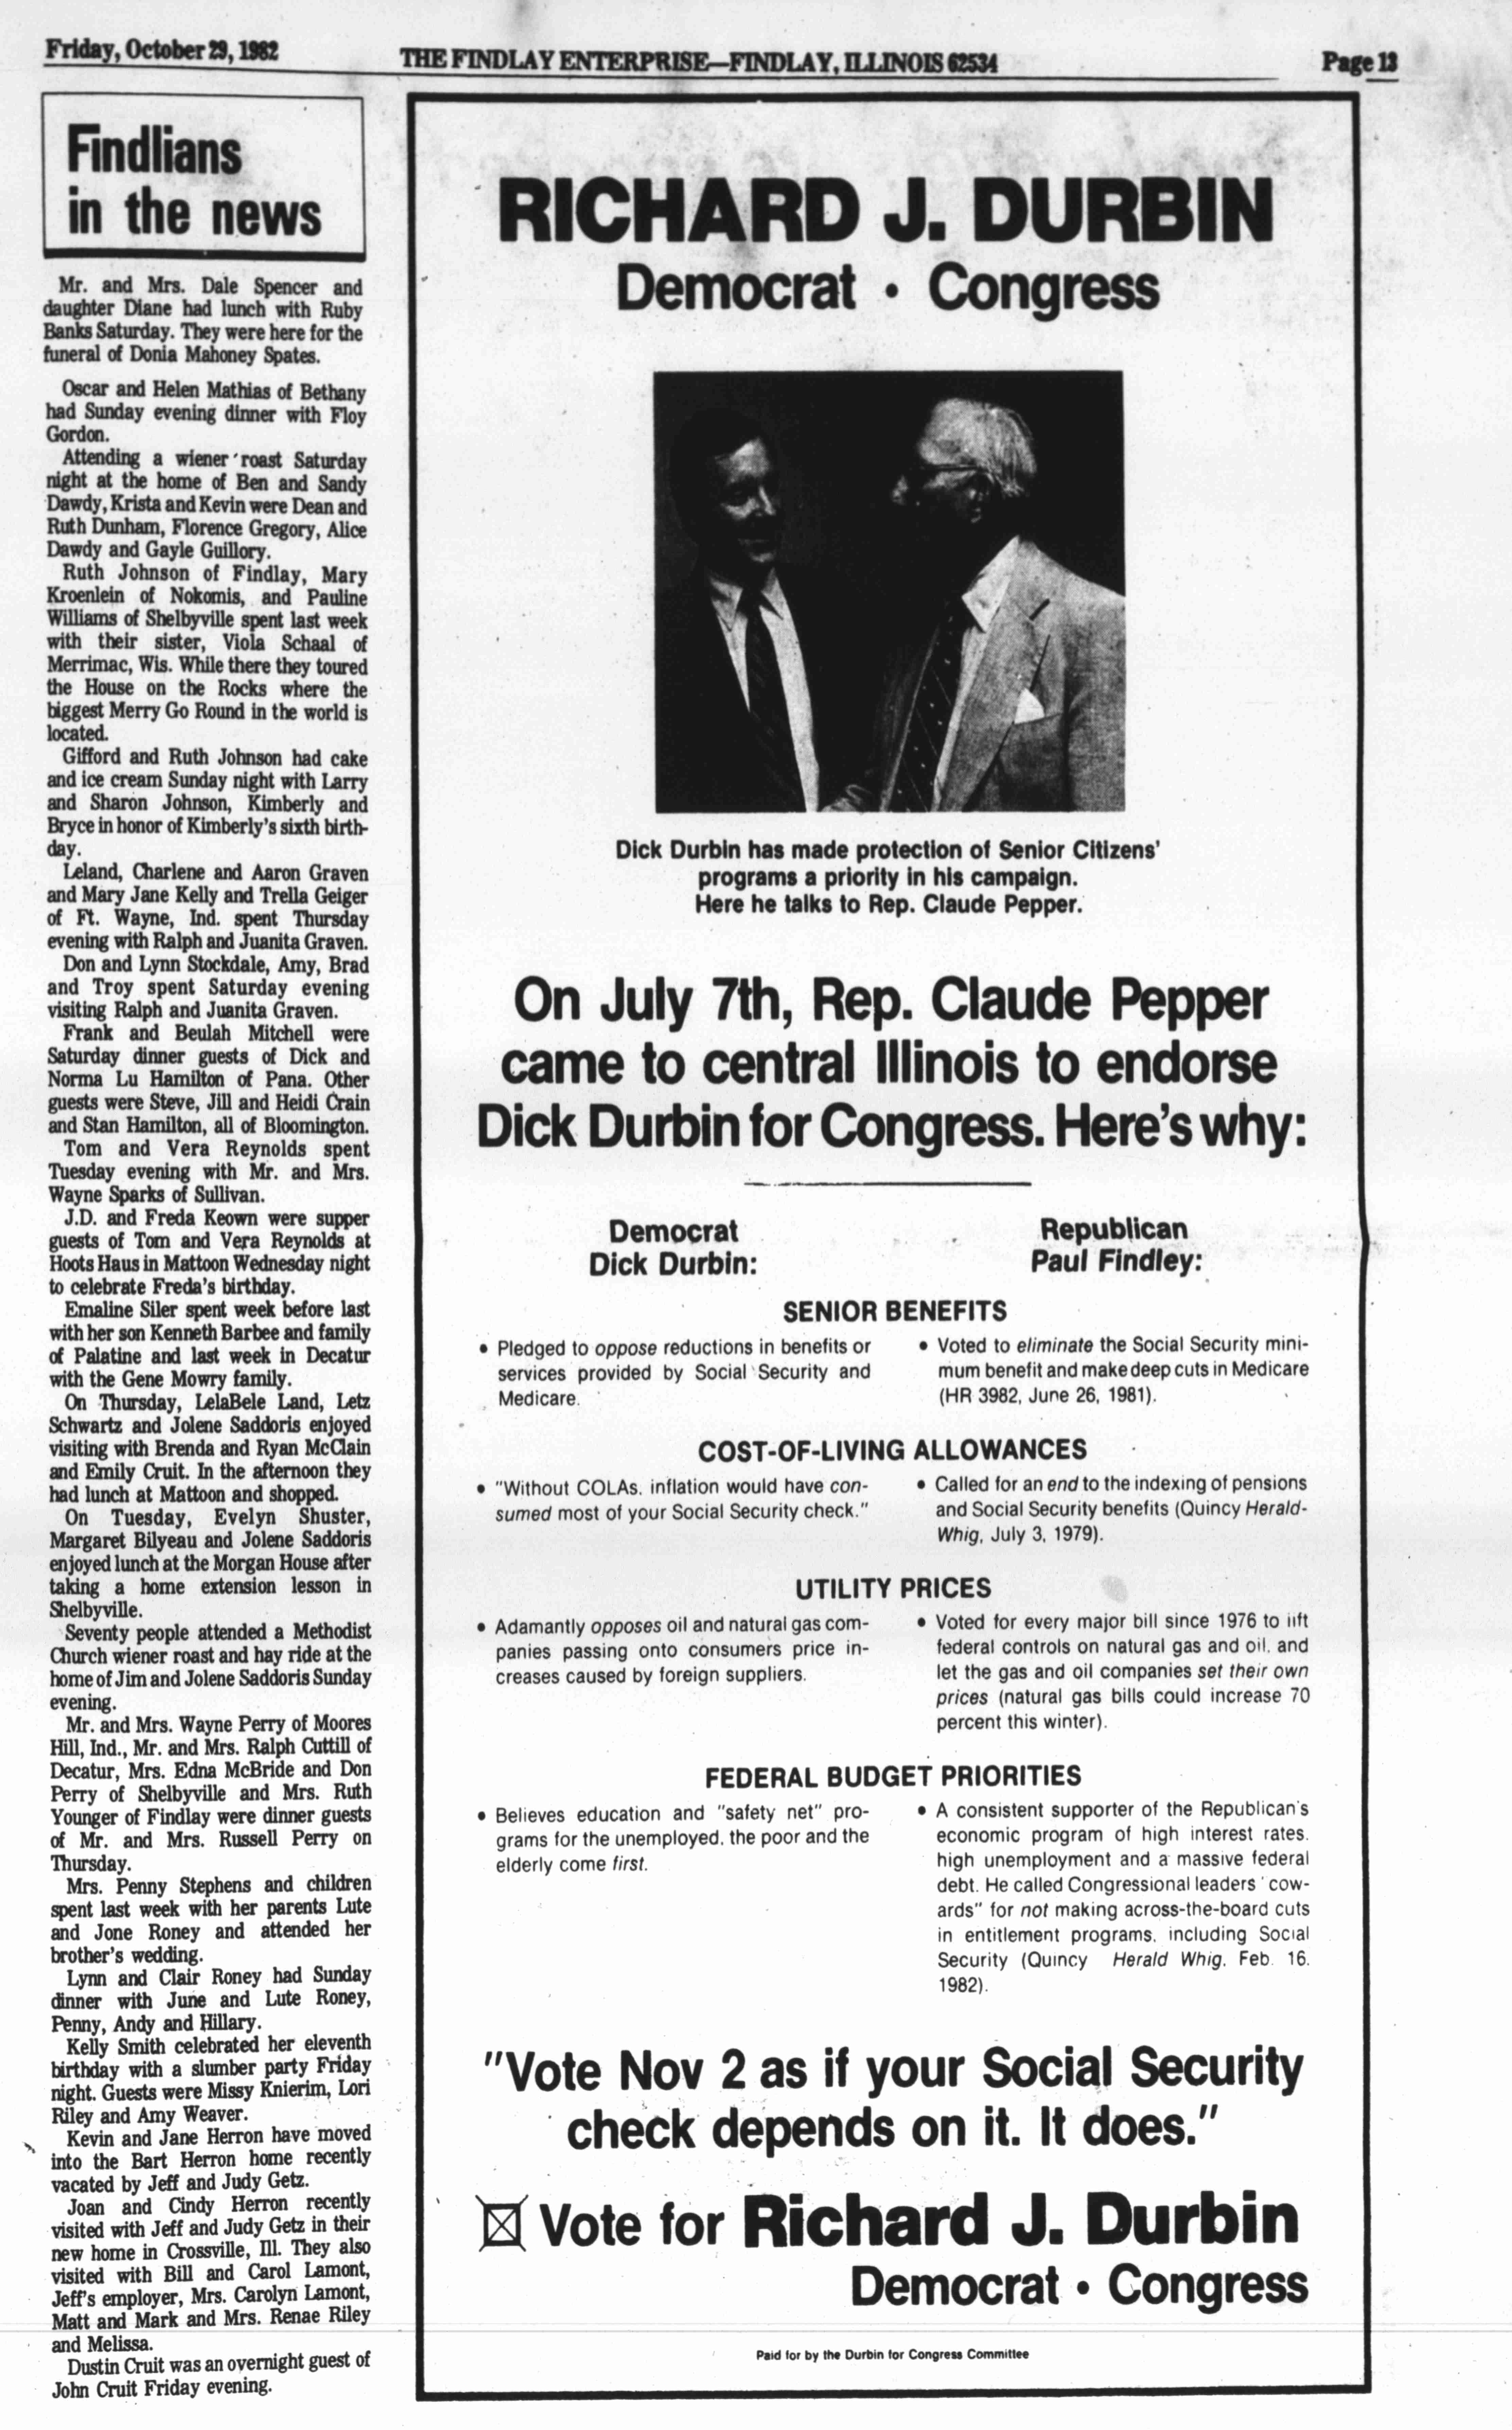 Friday, October 29, 1982
THE FINDLAY ENTERPRISE—FINDLAY, ILLINOIS 62534
Page 13
Findlians
in the news
Mr. and Mrs. Dale Spencer and
daughter Diane had lunch with Ruby
Banks Saturday. They were here for the
funeral of Donia Mahoney Spates.
Oscar and Helen Mathias of Bethany
had Sunday evening dinner with Floy
Gordon.
Attending a wiener roast Saturday
night at the home of Ben and Sandy
Dawdy, Krista and Kevin were Dean and
Ruth Dunham, Florence Gregory, Alice
Dawdy and Gayle Guillory.
Ruth Johnson of Findlay, Mary
Kroenlein of Nokomis, and Pauline
Williams of Shelbyville spent last week
with their sister, Viola Schaal of
Merrimac, Wis. While there they toured
the House on the Rocks where the
biggest Merry Go Round in the world is
located.
Gifford and Ruth Johnson had cake
and ice cream Sunday night with Larry
and Sharon Johnson, Kimberly and
Bryce in honor of Kimberly's sixth birth-
day.
Leland, Charlene and Aaron Graven
and Mary Jane Kelly and Trella Geiger
of Ft. Wayne, Ind. spent Thursday
evening with Ralph and Juanita Graven.
Don and Lynn Stockdale, Amy, Brad
and Troy spent Saturday evening
visiting Ralph and Juanita Graven.
Frank and Beulah Mitchell were
Saturday dinner guests of Dick and
Norma Lu Hamilton of Pana. Other
guests were Steve, Jill and Heidi Crain
and Stan Hamilton, all of Bloomington.
Tom and Vera Reynolds spent
Tuesday evening with Mr. and Mrs.
Wayne Sparks of Sullivan.
J.D. and Freda Keown were supper
guests of Tom and Vera Reynolds at
Hoots Haus in Mattoon Wednesday night
to celebrate Freda's birthday.
Emaline Siler spent week before last
with her son Kenneth Barbee and family
of Palatine and last week in Decatur
with the Gene Mowry family.
On Thursday, LelaBele Land, Letz
Schwartz and Jolene Saddoris enjoyed
visiting with Brenda and Ryan McClain
and Emily Cruit. In the afternoon they
had lunch at Mattoon and shopped.
On Tuesday, Evelyn Shuster,
Margaret Bilyeau and Jolene Saddoris
enjoyed lunch at the Morgan House after
taking a home extension lesson in
Shelbyville.
Seventy people attended a Methodist
Church wiener roast and hay ride at the
home of Jim and Jolene Saddoris Sunday
evening.
Mr. and Mrs. Wayne Perry of Moores
Hill, Ind., Mr. and Mrs. Ralph Cuttill of
Decatur, Mrs. Edna McBride and Don
Perry of Shelbyville and Mrs. Ruth
Younger of Findlay were dinner guests
of Mr. and Mrs. Russell Perry on
Thursday.
Mrs. Penny Stephens and children
spent last week with her parents Lute
and Jone Roney and attended her
brother's wedding.
Lynn and Clair Roney had Sunday
dinner with June and Lute Roney,
Penny, Andy and Hillary.
Kelly Smith celebrated her eleventh
birthday with a slumber party Friday
night. Guests were Missy Knierim, Lori
Riley and Amy Weaver.
Kevin and Jane Herron have moved
into the Bart Herron home recently
vacated by Jeff and Judy Getz.
Joan and Cindy Herron recently
visited with Jeff and Judy Getz in their
new home in Crossville, Ill. They also
visited with Bill and Carol Lamont,
Jeff's employer, Mrs. Carolyn Lamont,
Matt and Mark and Mrs. Renae Riley
and Melissa.
Dustin Cruit was an overnight guest of
John Cruit Friday evening.
RICHARD J. DURBIN
Democrat • Congress
Dick Durbin has made protection of Senior Citizens'
programs a priority in his campaign.
Here he talks to Rep. Claude Pepper.
On July 7th, Rep. Claude Pepper
came to central Illinois to endorse
Dick Durbin for Congress. Here's why:
Democrat
Dick Durbin:
Republican
Paul Findley:
SENIOR BENEFITS
• Pledged to oppose reductions in benefits or
services provided by Social Security and
Medicare.
• Voted to eliminate the Social Security mini-
mum benefit and make deep cuts in Medicare
(HR 3982, June 26, 1981).
COST-OF-LIVING ALLOWANCES
• "Without COLAs, inflation would have con-
sumed most of your Social Security check."
• Called for an end to the indexing of pensions
and Social Security benefits (Quincy Herald-
Whig, July 3, 1979).
UTILITY PRICES
• Adamantly opposes oil and natural gas com-
panies passing onto consumers price in-
creases caused by foreign suppliers.
• Voted for every major bill since 1976 to lift
federal controls on natural gas and oil, and
let the gas and oil companies set their own
prices (natural gas bills could increase 70
percent this winter).
FEDERAL BUDGET PRIORITIES
• Believes education and "safety net" pro-
grams for the unemployed, the poor and the
elderly come first.
• A consistent supporter of the Republican's
economic program of high interest rates,
high unemployment and a massive federal
debt. He called Congressional leaders 'cow-
ards" for not making across-the-board cuts
in entitlement programs, including Social
Security (Quincy Herald Whig, Feb. 16,
1982).
"Vote Nov 2 as if your Social Security
check depends on it. It does."
☒ Vote for Richard J. Durbin
Democrat • Congress
Paid for by the Durbin for Congress Committee